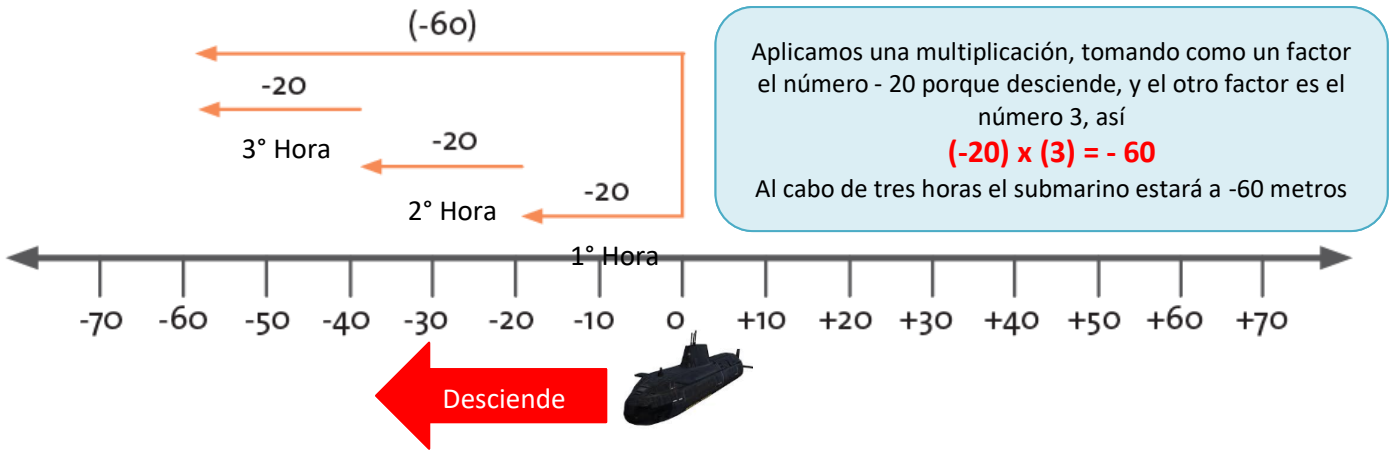 (-60)
-20
3° Hora
-20
2° Hora
-20
1° Hora
Aplicamos una multiplicación, tomando como un factor
el número - 20 porque desciende, y el otro factor es el
número 3, así
(-20) x (3) = - 60
Al cabo de tres horas el submarino estará a -60 metros
-70 -60 -50 -40 -30 -20 -10 0 +10 +20 +30 +40 +50 +60 +70
Desciende